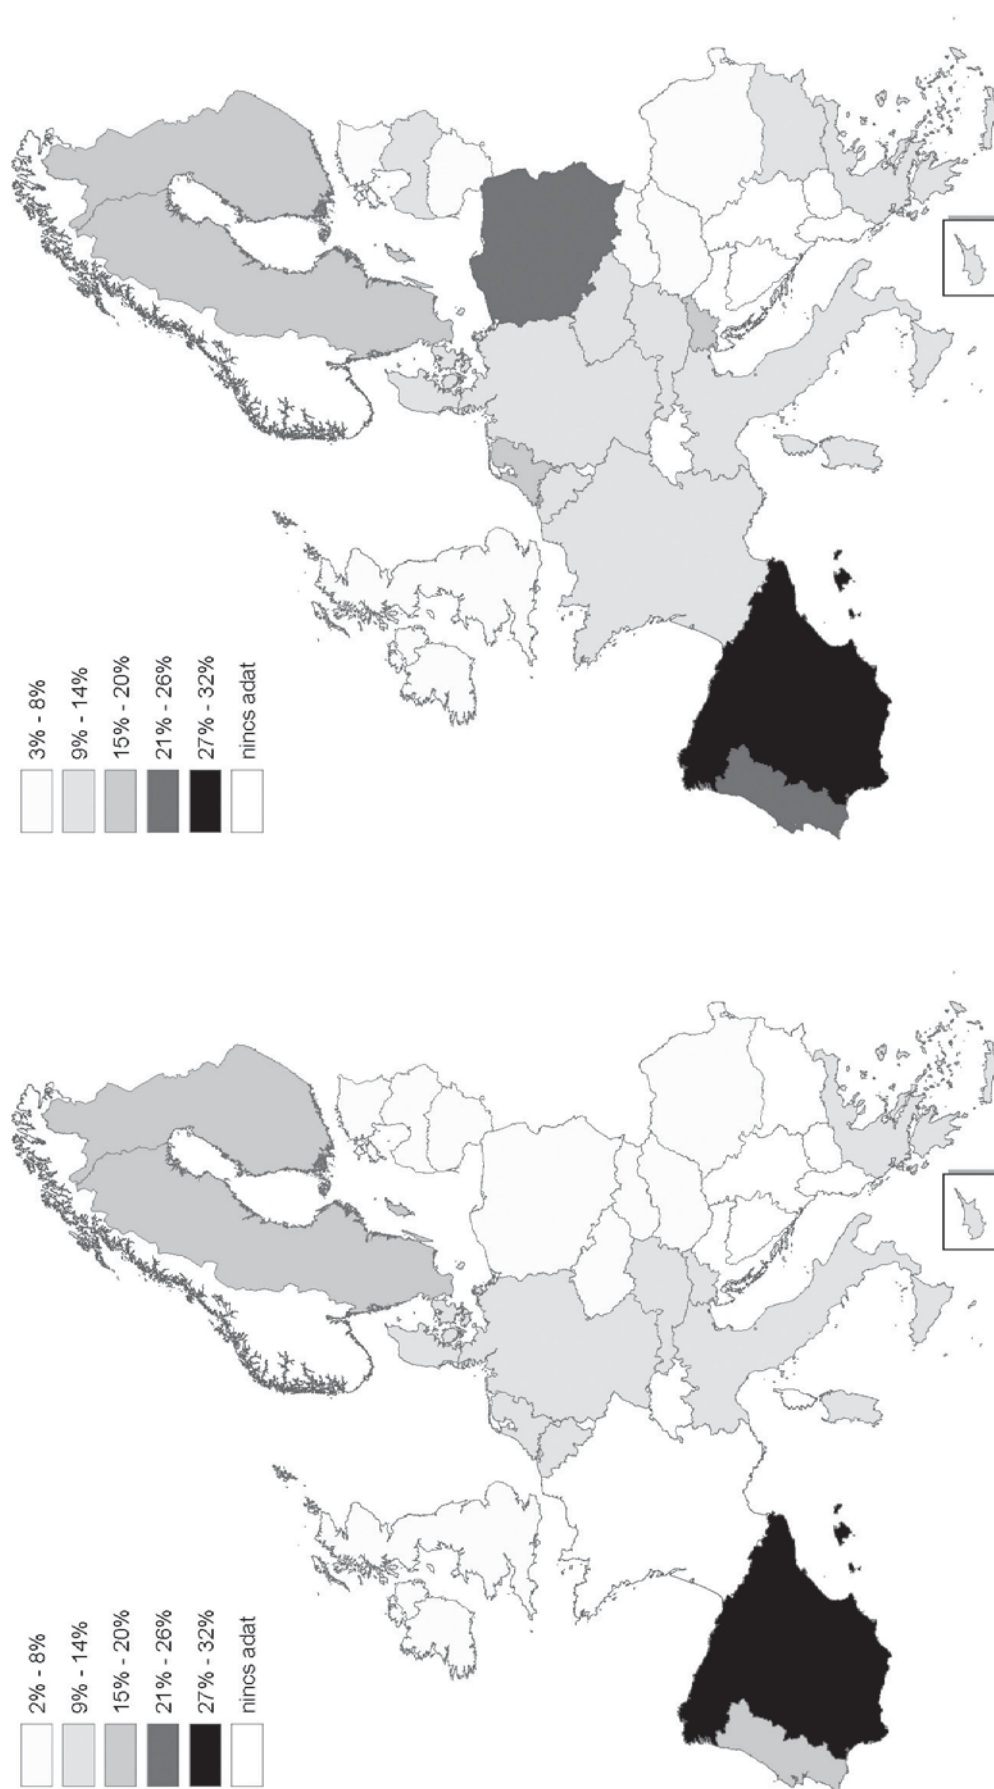 2% - 8%
9% - 14%
15% - 20%
21% - 26%
27% - 32%
nincs adat
3% - 8%
9% - 14%
15% - 20%
21% - 26%
27% - 32%
nincs adat